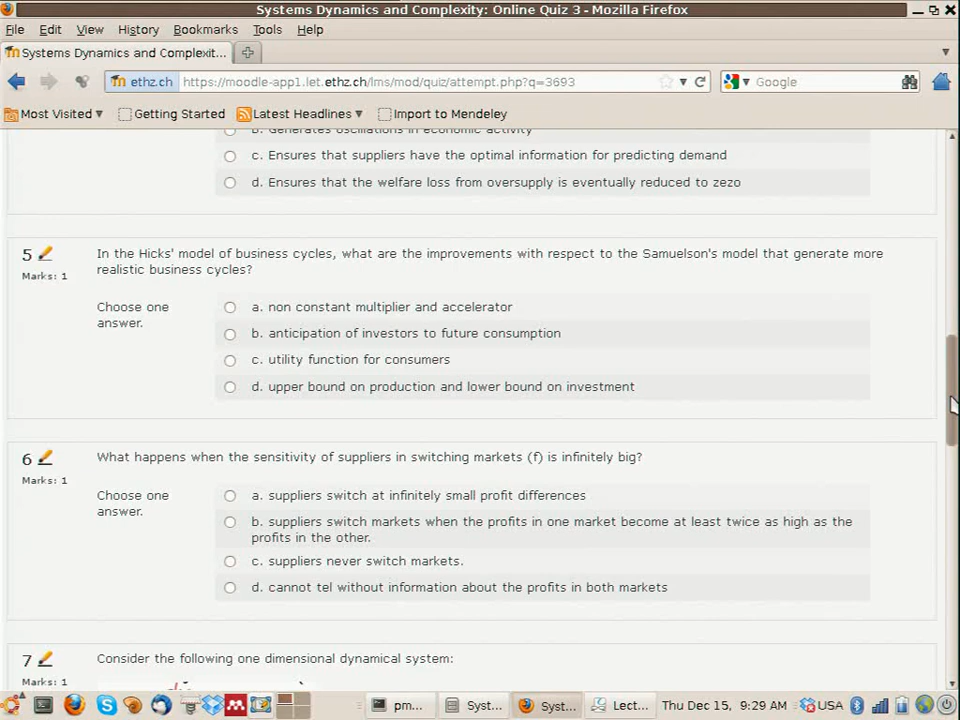 Systems Dynamics and Complexity: Online Quiz 3 - Mozilla Firefox
File Edit View History Bookmarks Tools Help
Systems Dynamics and Complexit...
ethz.ch https://moodle-app1.let.ethz.ch/lms/mod/quiz/attempt.php?q=3693 Google
Most Visited Getting Started Latest Headlines Import to Mendeley
b. Generates oscillations in economic activity
c. Ensures that suppliers have the optimal information for predicting demand
d. Ensures that the welfare loss from oversupply is eventually reduced to zezo
5
Marks: 1
In the Hicks' model of business cycles, what are the improvements with respect to the Samuelson's model that generate more
realistic business cycles?
Choose one
answer.
a. non constant multiplier and accelerator
b. anticipation of investors to future consumption
c. utility function for consumers
d. upper bound on production and lower bound on investment
6
Marks: 1
What happens when the sensitivity of suppliers in switching markets (f) is infinitely big?
Choose one
answer.
a. suppliers switch at infinitely small profit differences
b. suppliers switch markets when the profits in one market become at least twice as high as the
profits in the other.
c. suppliers never switch markets.
d. cannot tel without information about the profits in both markets
7
Marks: 1
Consider the following one dimensional dynamical system:
pm... Syst... Syst... Lect... Thu Dec 15, 9:29 AM USA